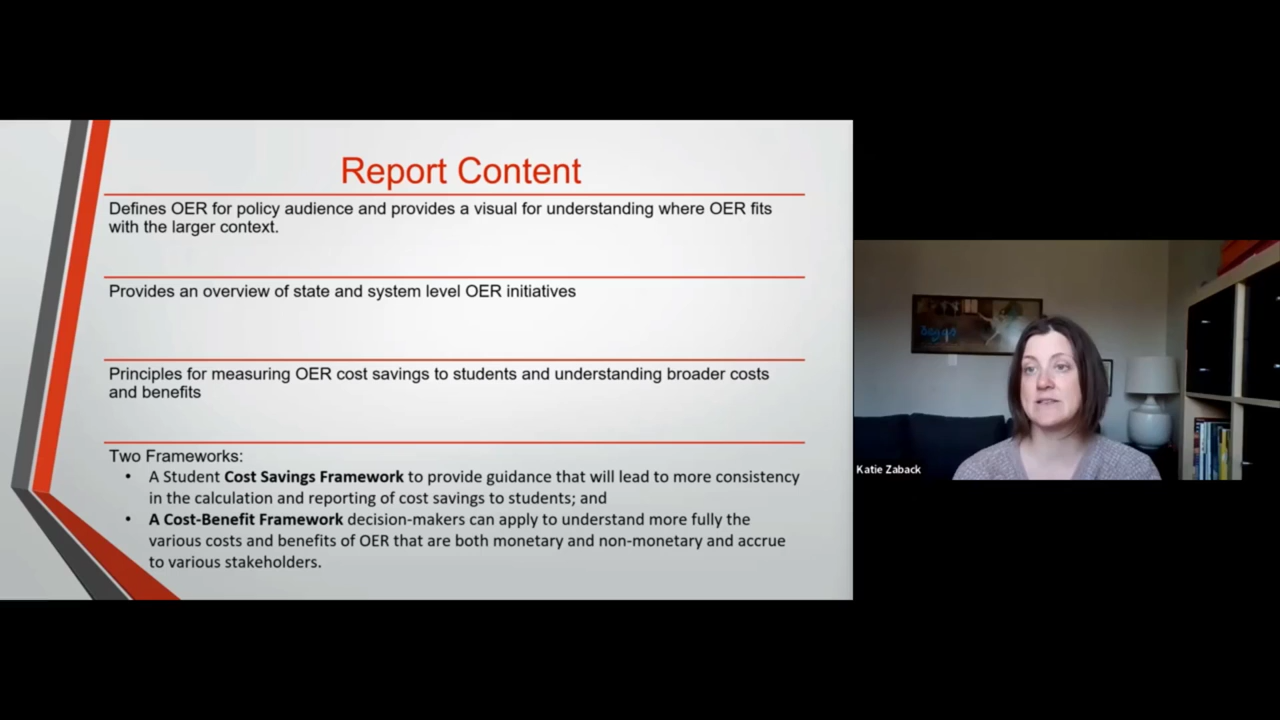 Report Content
Defines OER for policy audience and provides a visual for understanding where OER fits
with the larger context.
Provides an overview of state and system level OER initiatives
Principles for measuring OER cost savings to students and understanding broader costs
and benefits
Two Frameworks:
• A Student Cost Savings Framework to provide guidance that will lead to more consistency
in the calculation and reporting of cost savings to students; and
• A Cost-Benefit Framework decision-makers can apply to understand more fully the
various costs and benefits of OER that are both monetary and non-monetary and accrue
to various stakeholders.
Katie Zaback